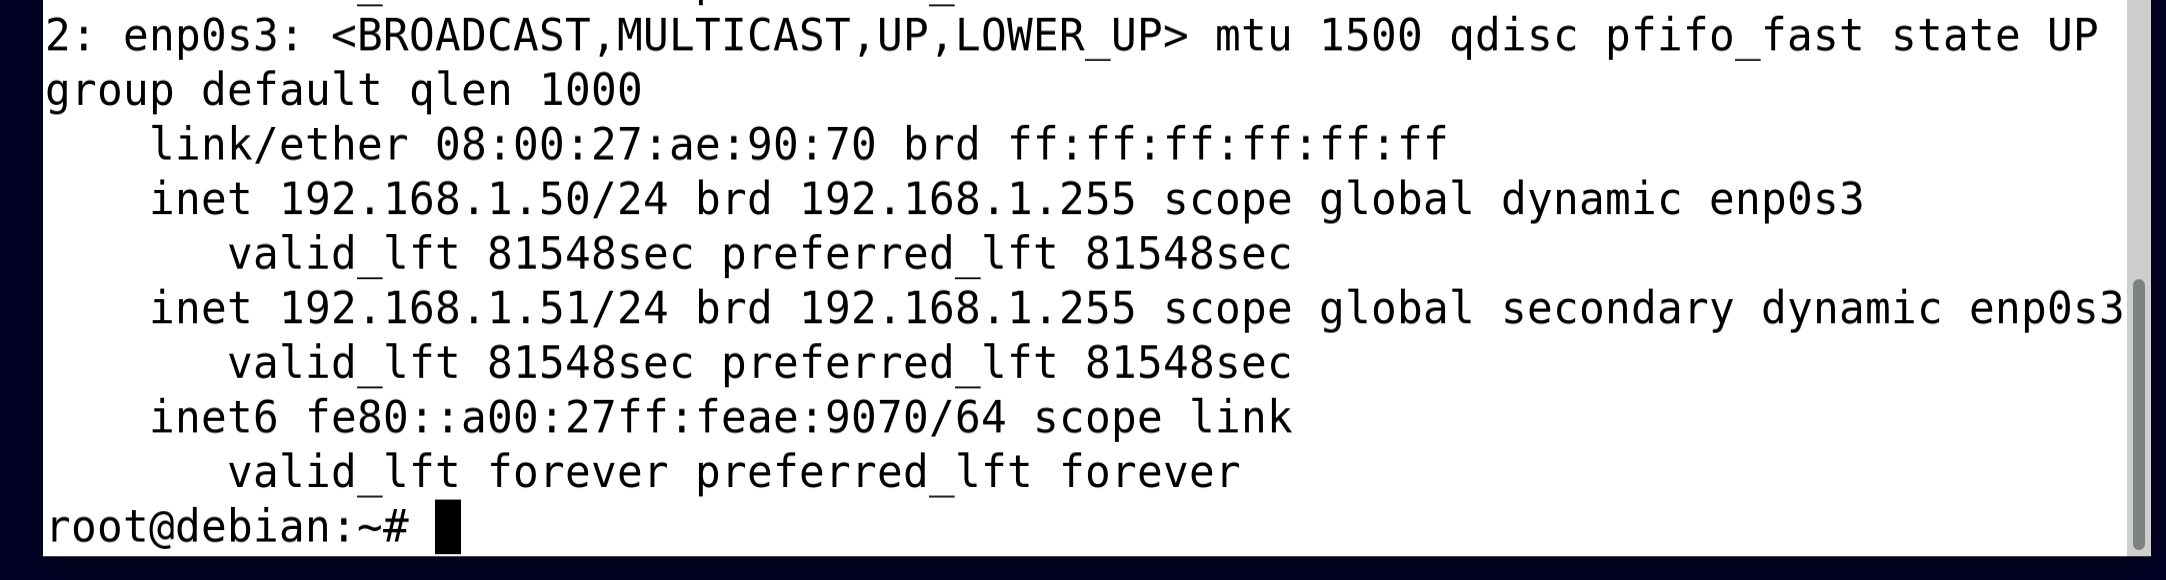 2: enp0s3: <BROADCAST,MULTICAST,UP,LOWER_UP> mtu 1500 qdisc pfifo_fast state UP
group default qlen 1000
link/ether 08:00:27:ae:90:70 brd ff:ff:ff:ff:ff:ff
inet 192.168.1.50/24 brd 192.168.1.255 scope global dynamic enp0s3
valid_lft 81548sec preferred_lft 81548sec
inet 192.168.1.51/24 brd 192.168.1.255 scope global secondary dynamic enp0s3
valid_lft 81548sec preferred_lft 81548sec
inet6 fe80::a00:27ff:feae:9070/64 scope link
valid_lft forever preferred_lft forever
root@debian:~#